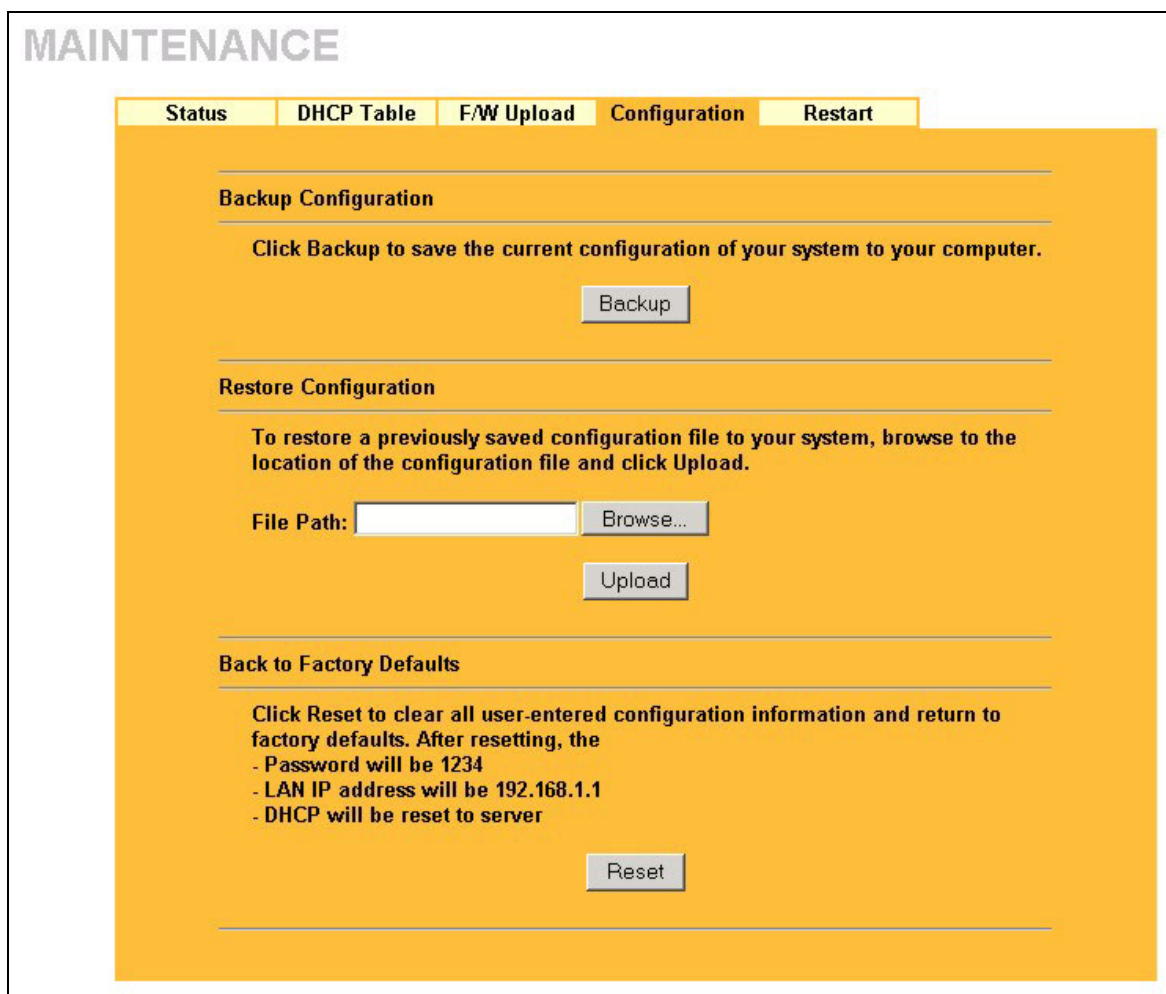 MAINTENANCE
Status DHCP Table F/W Upload Configuration Restart
Backup Configuration
Click Backup to save the current configuration of your system to your computer.
Backup
Restore Configuration
To restore a previously saved configuration file to your system, browse to the
location of the configuration file and click Upload.
File Path: Browse...
Upload
Back to Factory Defaults
Click Reset to clear all user-entered configuration information and return to
factory defaults. After resetting, the
- Password will be 1234
- LAN IP address will be 192.168.1.1
- DHCP will be reset to server
Reset